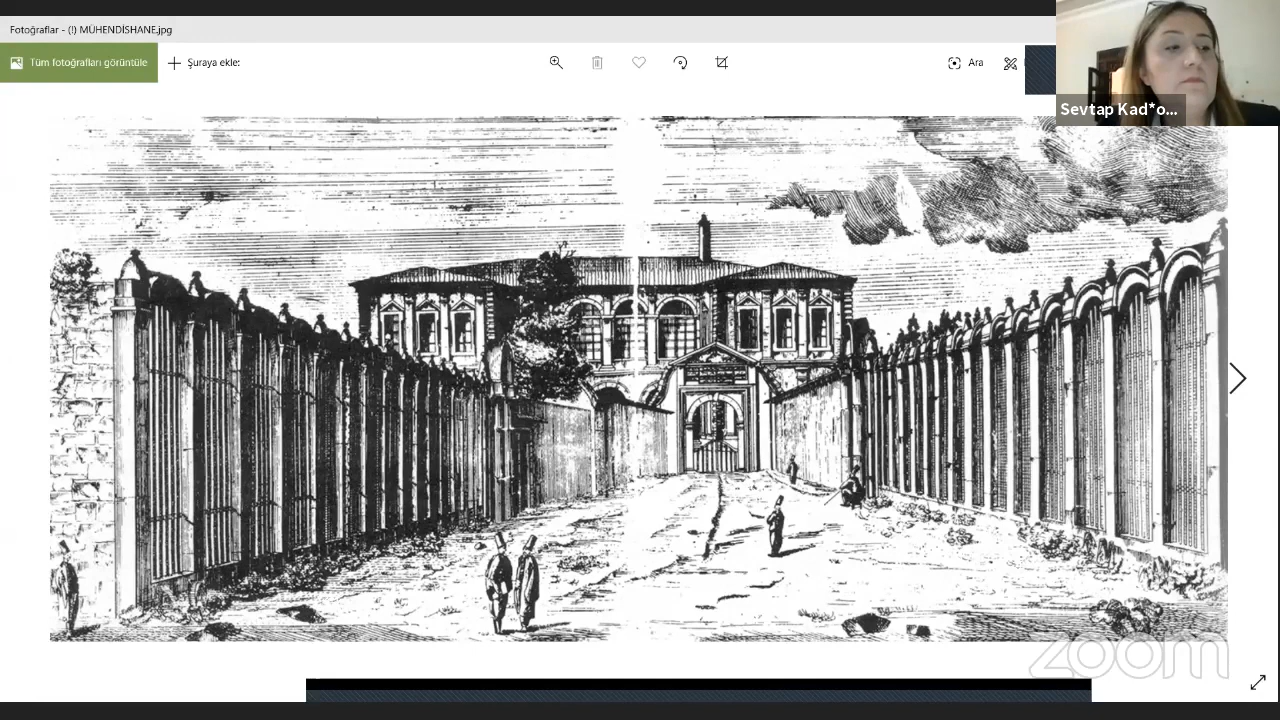 Fotoğraflar - (!) MÜHENDİSHANE.jpg
Tüm fotoğrafları görüntüle
Şuraya ekle:
Ara
Sevtap Kad*o...
zoom